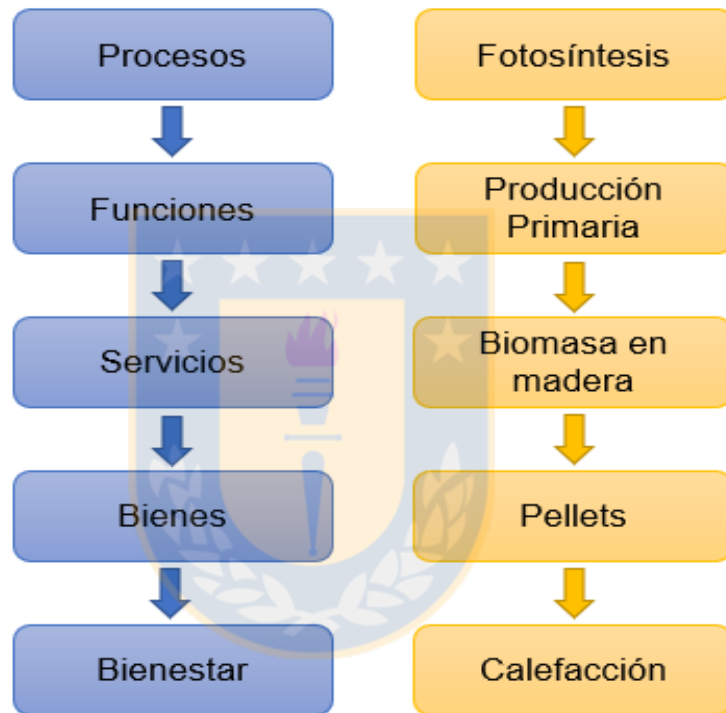 Procesos
Funciones
Servicios
Bienes
Bienestar
Fotosíntesis
Producción
Primaria
Biomasa en
madera
Pellets
Calefacción